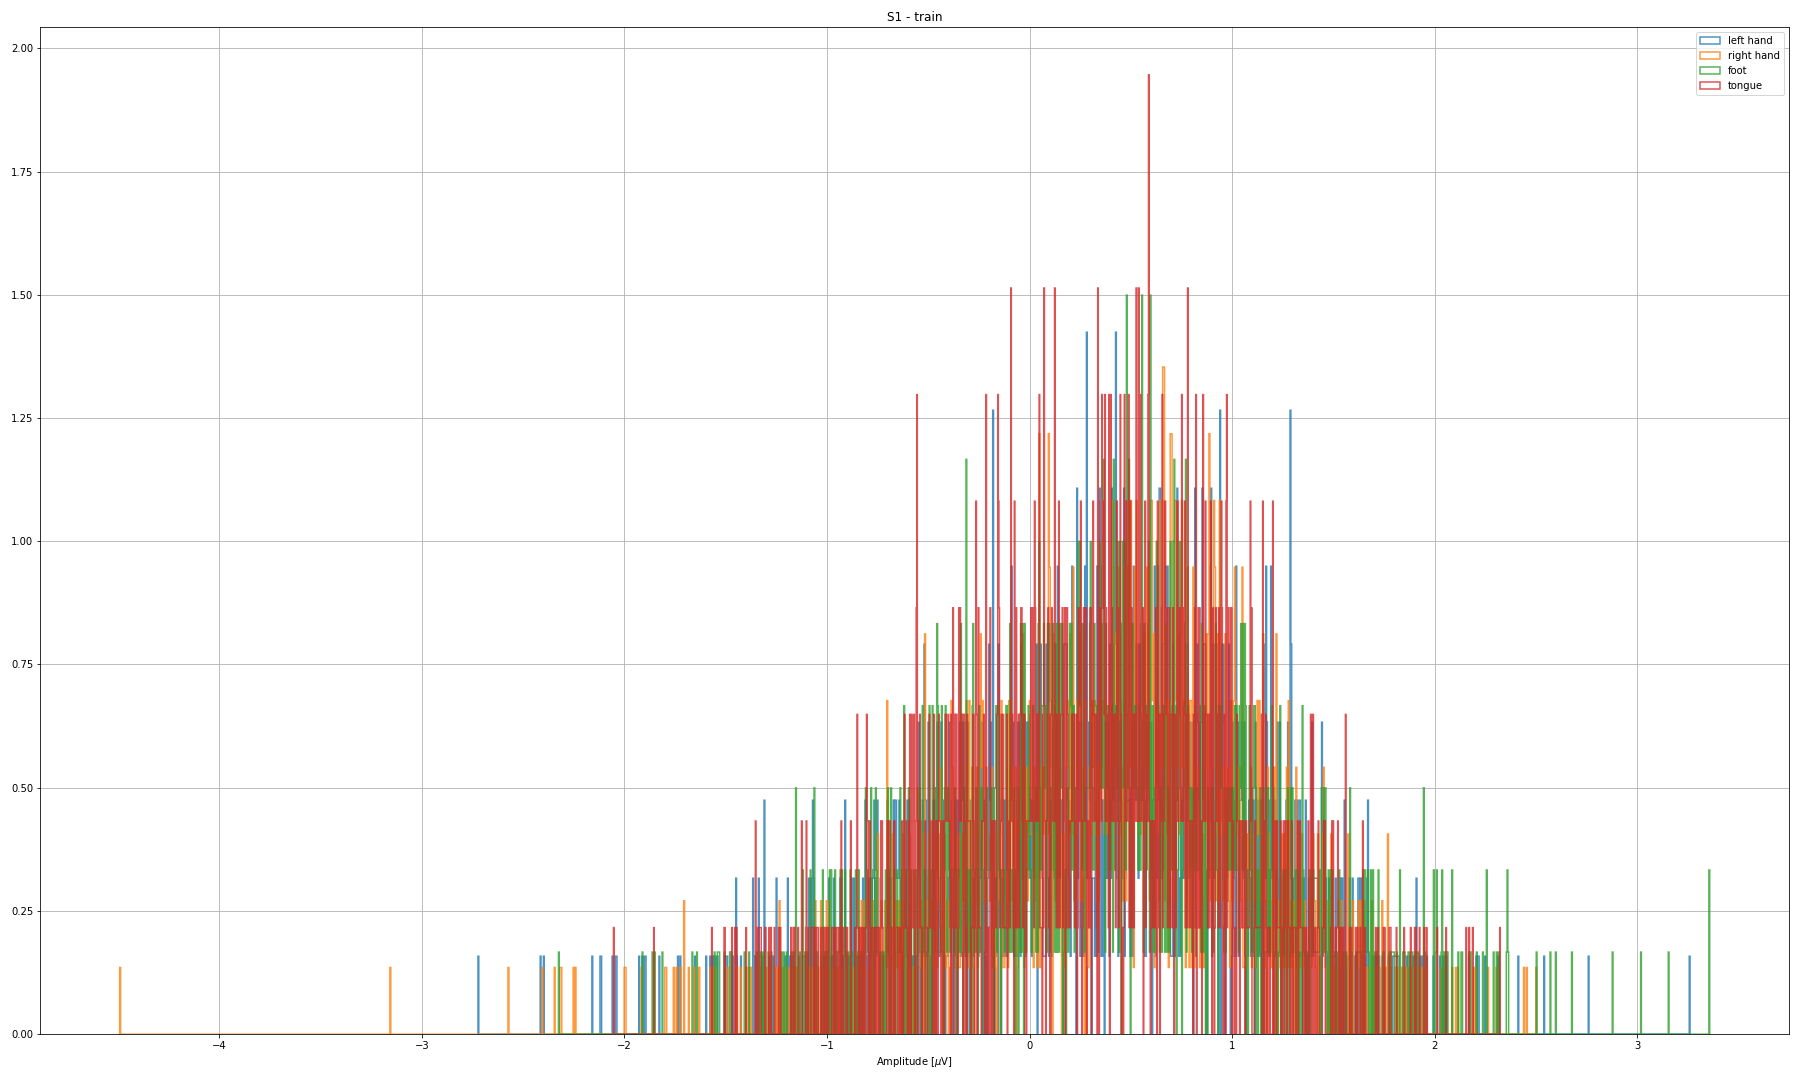 S1 - train
left hand
right hand
foot
tongue
2.00
1.75
1.50
1.25
1.00
0.75
0.50
0.25
0.00
−4
−3
−2
−1
0
1
2
3
Amplitude [μV]